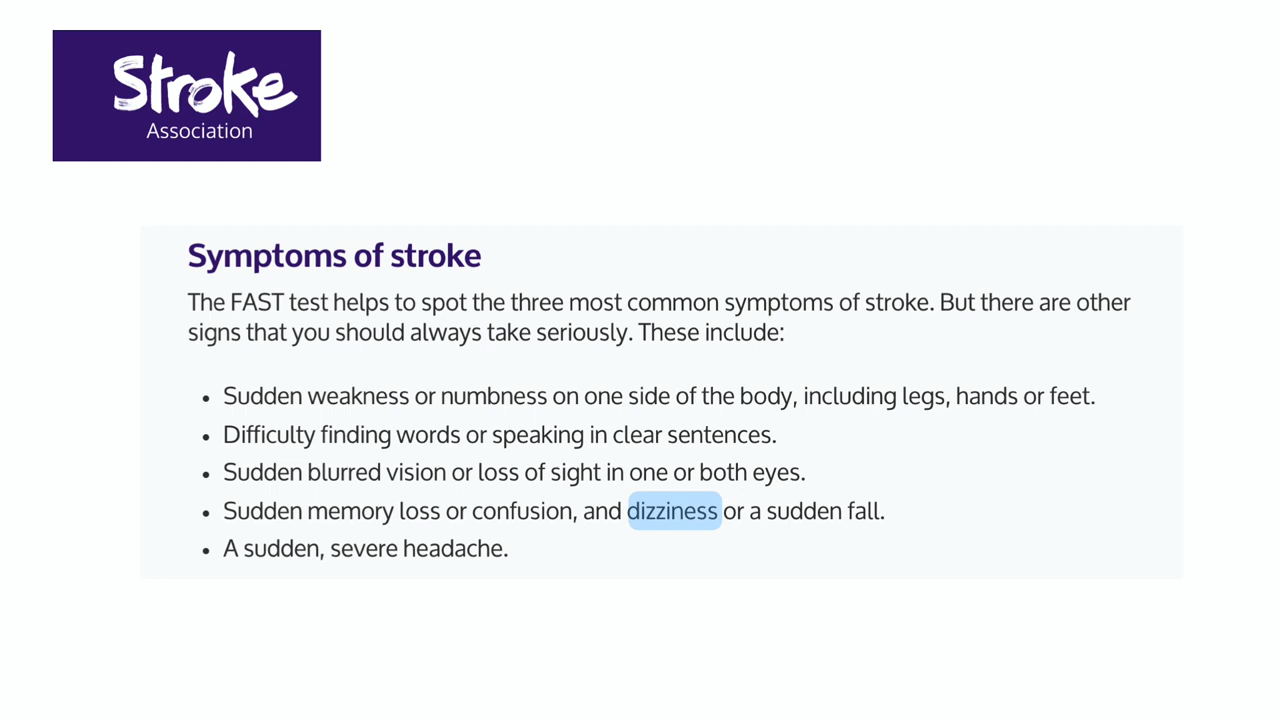 Stroke
Association
Symptoms of stroke
The FAST test helps to spot the three most common symptoms of stroke. But there are other
signs that you should always take seriously. These include:
• Sudden weakness or numbness on one side of the body, including legs, hands or feet.
• Difficulty finding words or speaking in clear sentences.
• Sudden blurred vision or loss of sight in one or both eyes.
• Sudden memory loss or confusion, and dizziness or a sudden fall.
• A sudden, severe headache.